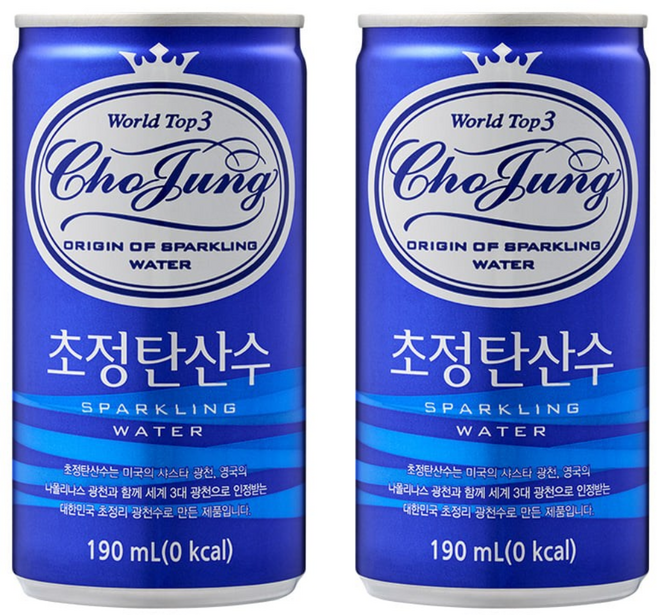 World Top 3
ChoJung
ORIGIN OF SPARKLING
WATER
초정탄산수
SPARKLING
WATER
초정탄산수는 미국의 샤스타 광천, 영국의
나폴리나스 광천과 함께 세계 3대 광천으로 인정받는
대한민국 초정리 광천수로 만든 제품입니다.
190 mL(0 kcal)
World Top 3
ChoJung
ORIGIN OF SPARKLING
WATER
초정탄산수
SPARKLING
WATER
초정탄산수는 미국의 샤스타 광천, 영국의
나폴리나스 광천과 함께 세계 3대 광천으로 인정받는
대한민국 초정리 광천수로 만든 제품입니다.
190 mL(0 kcal)